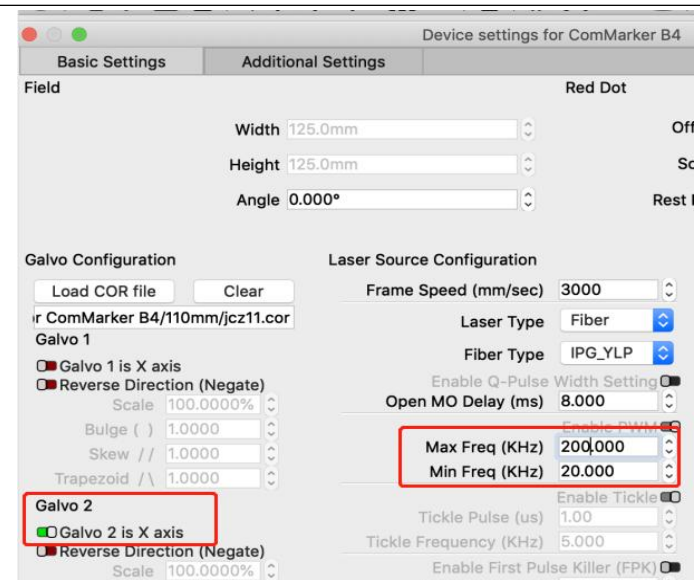 Device settings for ComMarker B4
Basic Settings
Additional Settings
Field
Red Dot
Width 125.0mm
Off
Height 125.0mm
Sc
Angle 0.000°
Rest
Galvo Configuration
Laser Source Configuration
Load COR file
Clear
Frame Speed (mm/sec) 3000
r ComMarker B4/110mm/jcz11.cor
Laser Type Fiber
Galvo 1
Fiber Type IPG_YLP
Galvo 1 is X axis
Enable Q-Pulse Width Setting
Reverse Direction (Negate)
Open MO Delay (ms) 8.000
Scale 100.0000%
Enable PWM
Bulge ( ) 1.0000
Max Freq (KHz) 200.000
Skew // 1.0000
Min Freq (KHz) 20.000
Trapezoid /\ 1.0000
Enable Tickle
Galvo 2
Tickle Pulse (us) 1.00
Galvo 2 is X axis
Tickle Frequency (KHz) 5.000
Reverse Direction (Negate)
Enable First Pulse Killer (FPK)
Scale 100.0000%